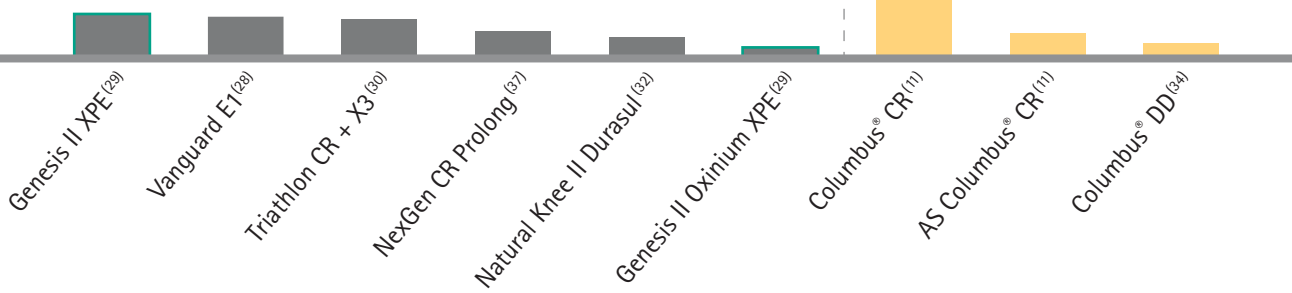 Genesis II XPE(29)
Vanguard E1(28)
Triathlon CR + X3(30)
NexGen CR Prolong(37)
Natural Knee II Durasul(32)
Genesis II Oxinium XPE(29)
Columbus® CR(11)
AS Columbus® CR(11)
Columbus® DD(34)